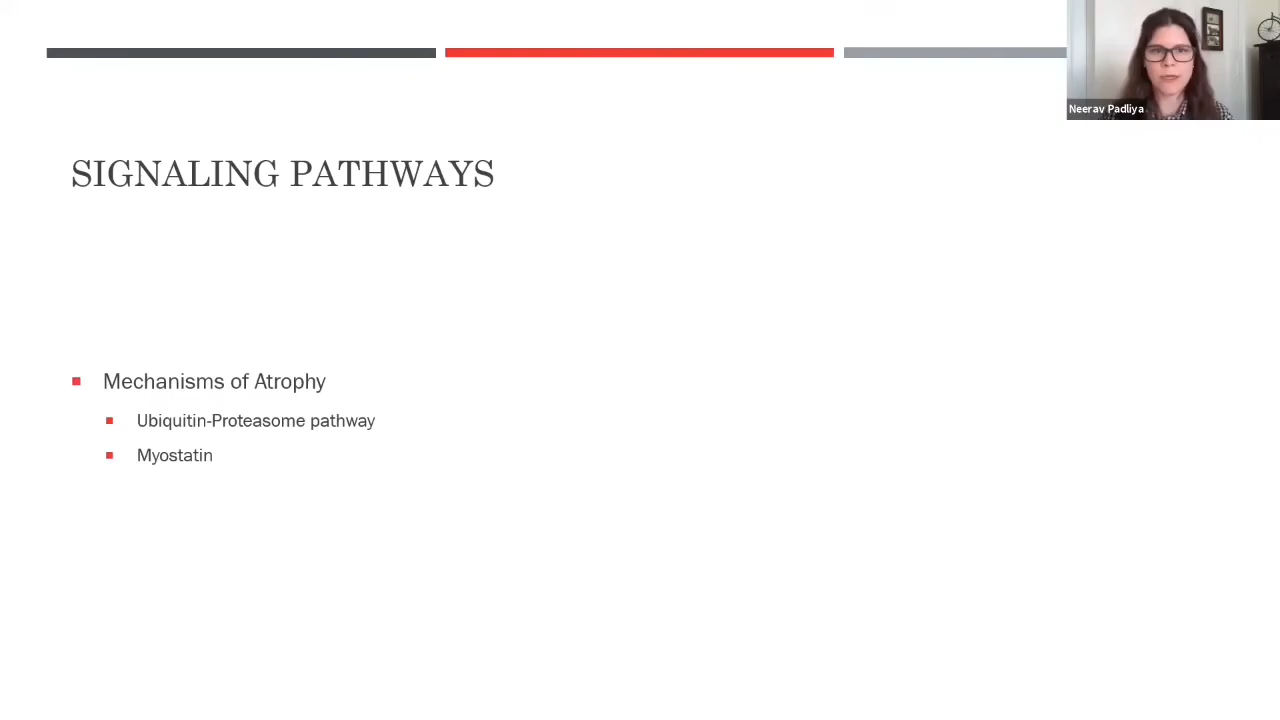 Neerav Padliya
SIGNALING PATHWAYS
Mechanisms of Atrophy
Ubiquitin-Proteasome pathway
Myostatin